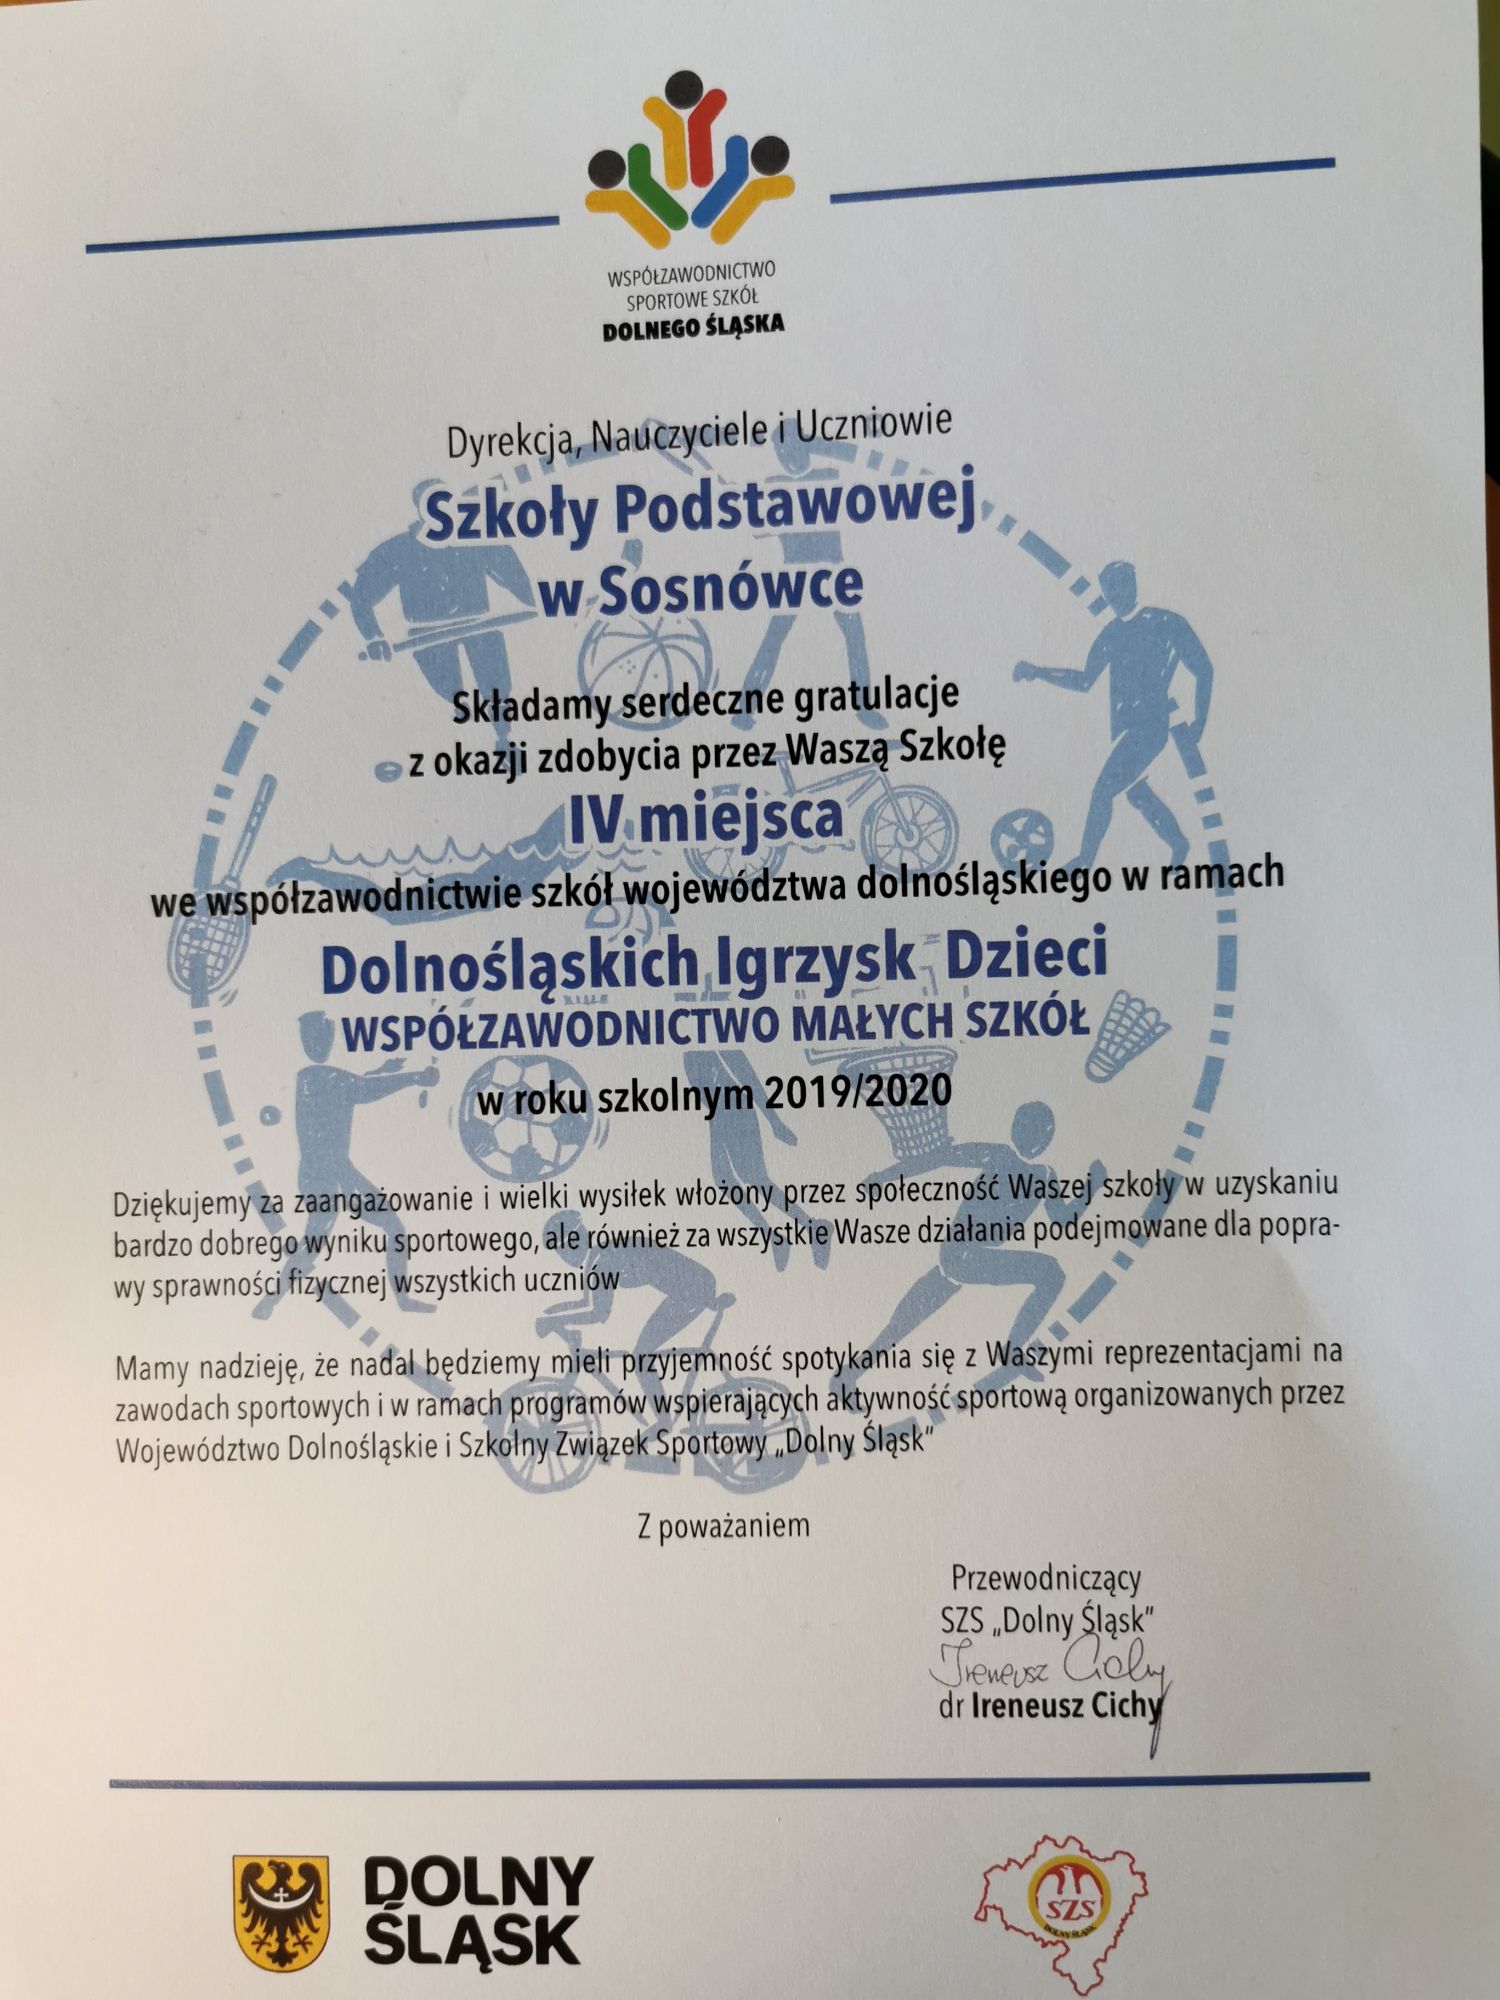 WSPÓŁZAWODNICTWO
SPORTOWE SZKÓŁ
DOLNEGO ŚLĄSKA
Dyrekcja, Nauczyciele i Uczniowie
Szkoły Podstawowej
w Sosnówce
Składamy serdeczne gratulacje
z okazji zdobycia przez Waszą Szkołę
IV miejsca
we współzawodnictwie szkół województwa dolnośląskiego w ramach
Dolnośląskich Igrzysk Dzieci
WSPÓŁZAWODNICTWO MAŁYCH SZKÓŁ
w roku szkolnym 2019/2020
Dziękujemy za zaangażowanie i wielki wysiłek włożony przez społeczność Waszej szkoły w uzyskaniu
bardzo dobrego wyniku sportowego, ale również za wszystkie Wasze działania podejmowane dla popra-
wy sprawności fizycznej wszystkich uczniów
Mamy nadzieję, że nadal będziemy mieli przyjemność spotykania się z Waszymi reprezentacjami na
zawodach sportowych i w ramach programów wspierających aktywność sportową organizowanych przez
Województwo Dolnośląskie i Szkolny Związek Sportowy „Dolny Śląsk”
Z poważaniem
Przewodniczący
SZS „Dolny Śląsk”
Ireneusz Cichy
dr Ireneusz Cichy
DOLNY
ŚLĄSK
SZS
DOLNY ŚLĄSK